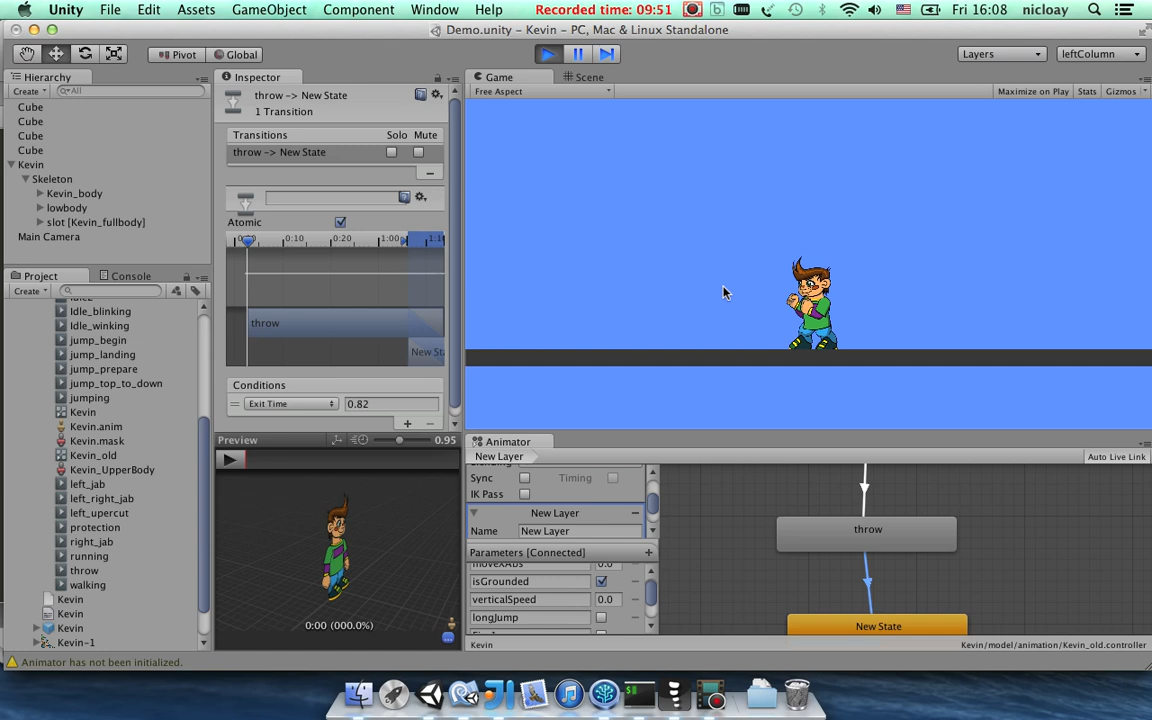 Unity File Edit Assets GameObject Component Window Help Recorded time: 09:51 Fri 16:08 nicloay
Demo.unity – Kevin – PC, Mac & Linux Standalone
Pivot Global Layers leftColumn
Hierarchy
Create All
Cube
Cube
Cube
Cube
Kevin
Skeleton
Kevin_body
lowbody
slot [Kevin_fullbody]
Main Camera
Project Console
Create
Idle_blinking
Idle_winking
jump_begin
jump_landing
jump_prepare
jump_top_to_down
jumping
Kevin
Kevin.anim
Kevin.mask
Kevin_old
Kevin_UpperBody
left_jab
left_right_jab
left_upercut
protection
right_jab
running
throw
walking
Kevin
Kevin
Kevin
Kevin-1
Animator has not been initialized.
Inspector
throw -> New State
1 Transition
Transitions Solo Mute
throw -> New State
Atomic
0:10 0:20 1:00
throw
New St
Conditions
Exit Time 0.82
Preview 0.95
0:00 (000.0%)
Game Scene
Free Aspect Maximize on Play Stats Gizmos
Animator
New Layer Auto Live Link
Sync Timing
IK Pass
New Layer
Name New Layer
Parameters [Connected]
moveXAbs 0.0
isGrounded
verticalSpeed 0.0
longJump
throw
New State
Kevin Kevin/model/animation/Kevin_old.controller